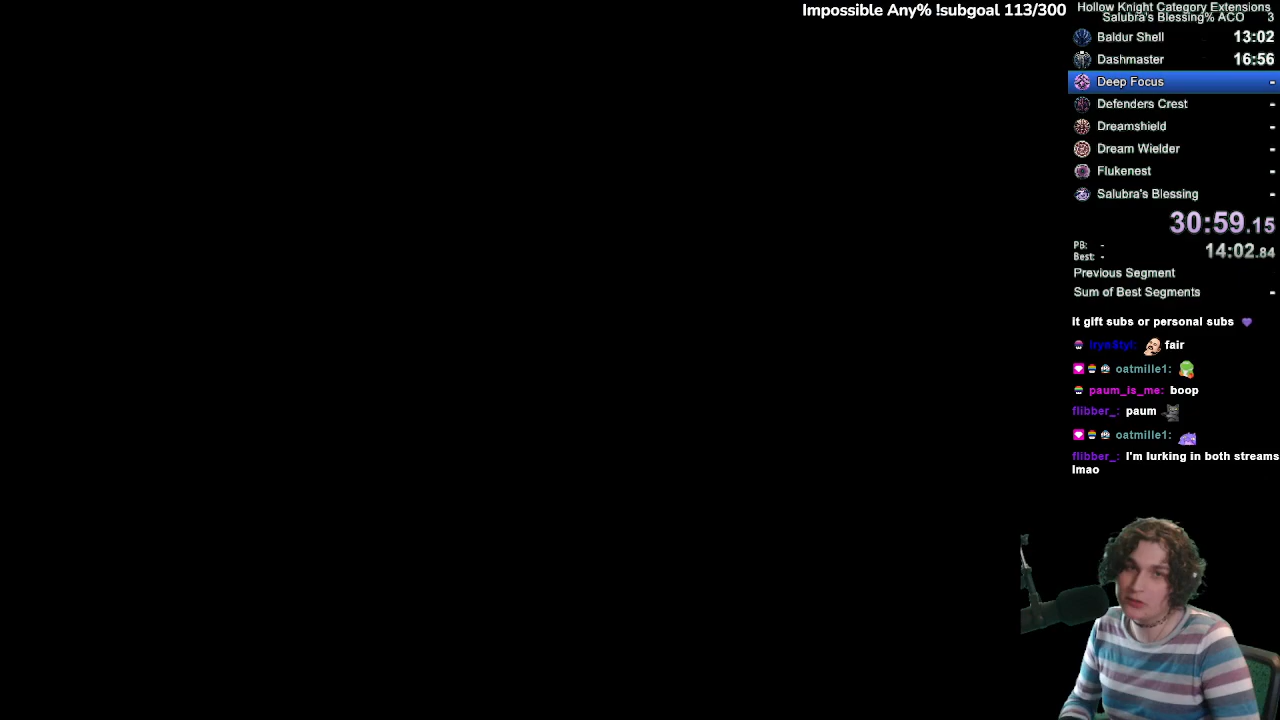 Impossible Any% !subgoal 113/300
Hollow Knight Category Extensions
Salubra's Blessing% ACO 3
Baldur Shell 13:02
Dashmaster 16:56
Deep Focus -
Defenders Crest -
Dreamshield -
Dream Wielder -
Flukenest -
Salubra's Blessing -
30:59.15
PB: - 14:02.84
Best: -
Previous Segment
Sum of Best Segments -
it gift subs or personal subs
fair
oatmille1:
paum_is_me: boop
flibber_: paum
oatmille1:
flibber_: I'm lurking in both streams
lmao